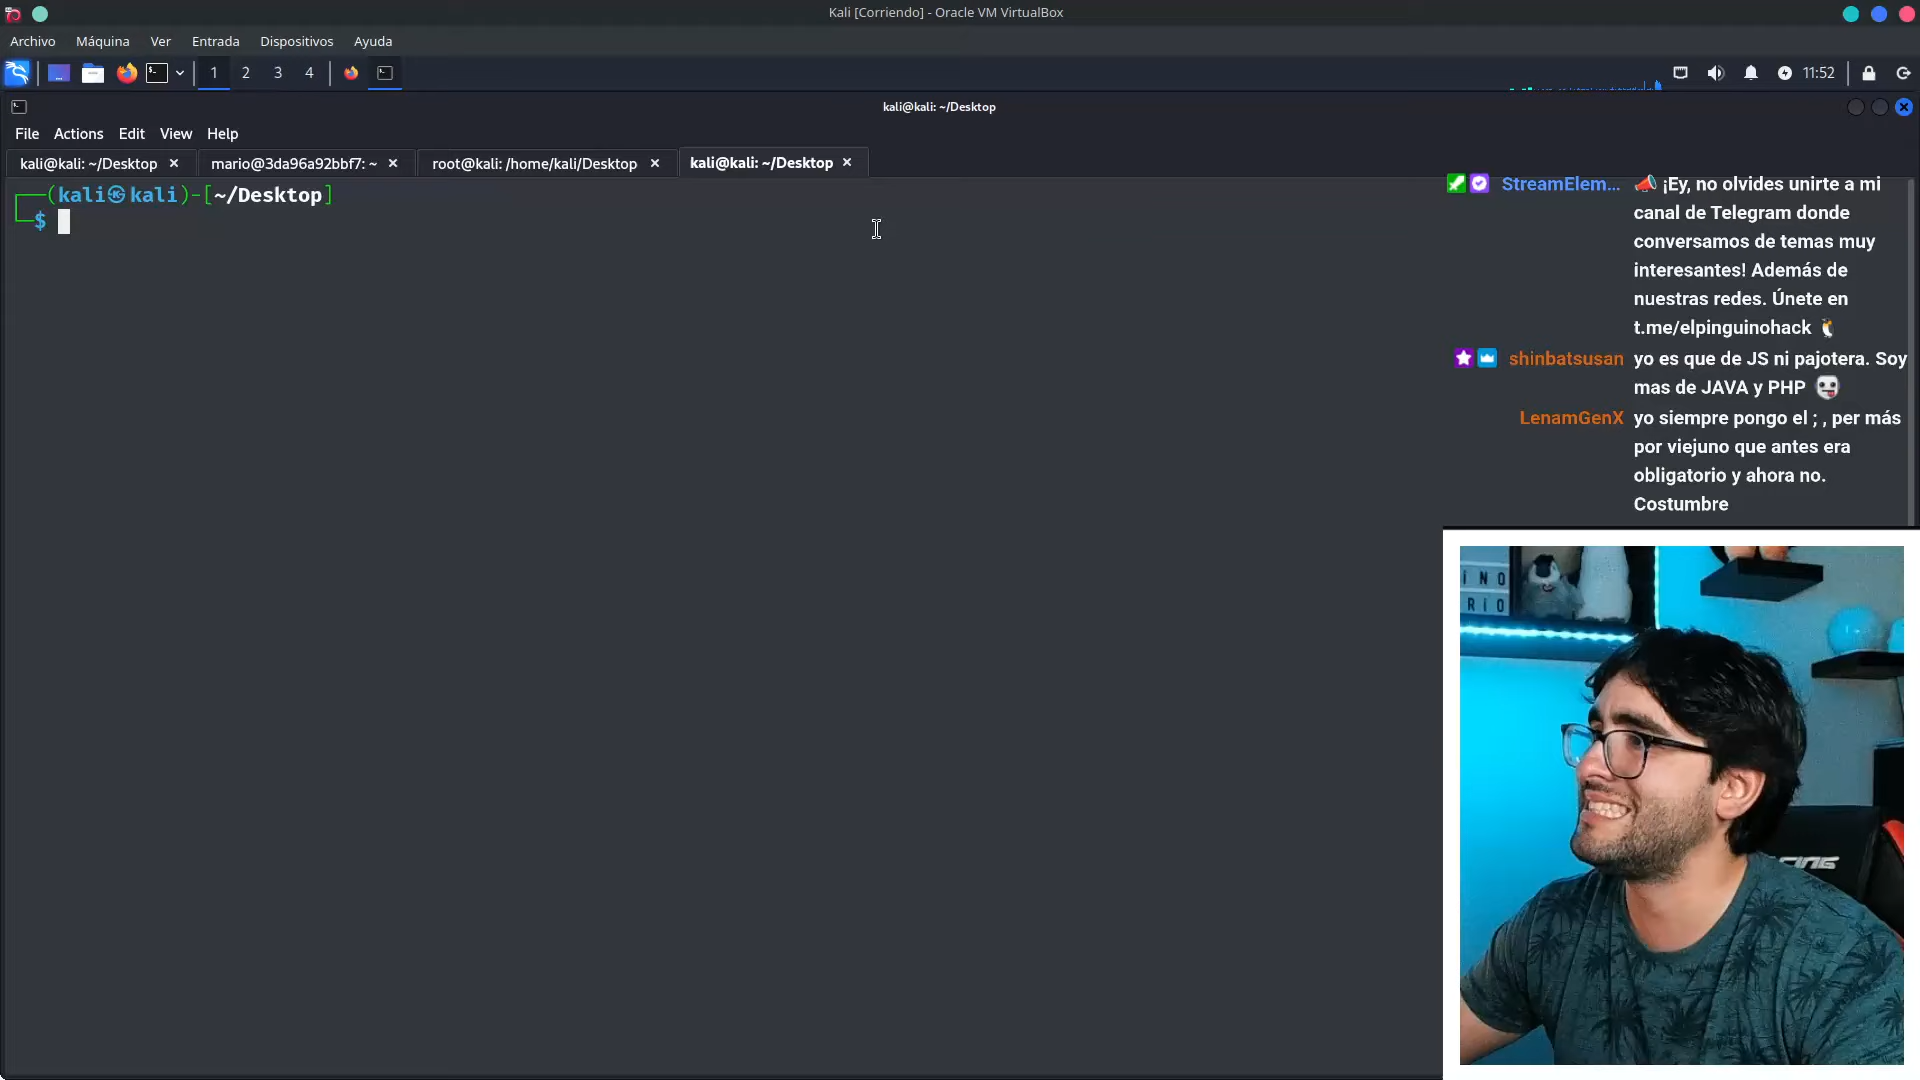 Kali [Corriendo] - Oracle VM VirtualBox
Archivo Máquina Ver Entrada Dispositivos Ayuda
1 2 3 4 11:52
kali@kali: ~/Desktop
File Actions Edit View Help
kali@kali: ~/Desktop mario@3da96a92bbf7: ~ root@kali: /home/kali/Desktop kali@kali: ~/Desktop
(kali㉿kali)-[~/Desktop]
$
StreamElem... 📣 ¡Ey, no olvides unirte a mi
canal de Telegram donde
conversamos de temas muy
interesantes! Además de
nuestras redes. Únete en
t.me/elpinguinohack 🐧
shinbatsusan yo es que de JS ni pajotera. Soy
mas de JAVA y PHP
LenamGenX yo siempre pongo el ; , per más
por viejuno que antes era
obligatorio y ahora no.
Costumbre
INO
RIO